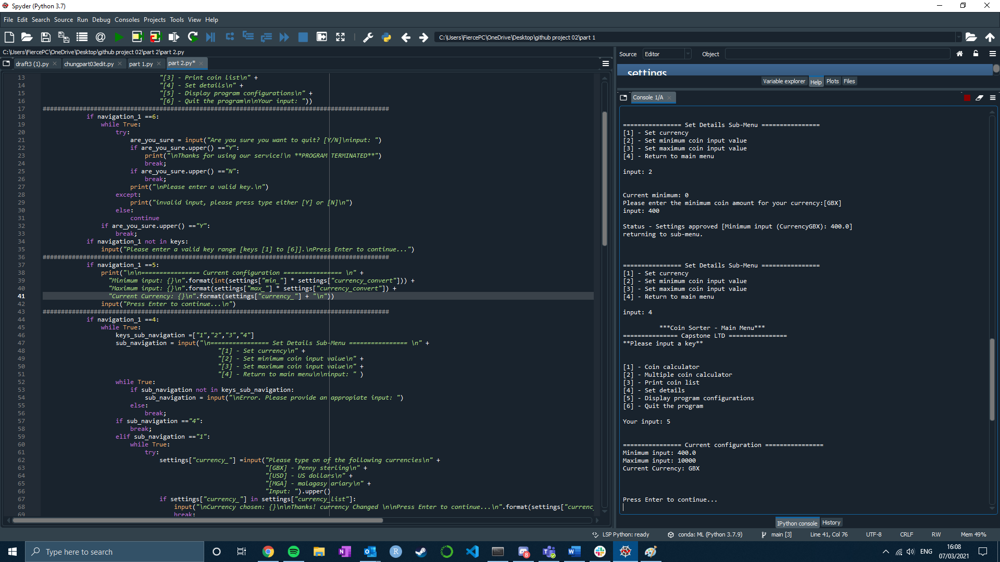 Spyder (Python 3.7)
File Edit Search Source Run Debug Consoles Projects Tools View Help
C:\Users\FiercePC\OneDrive\Desktop\github project 02\part 1
C:\Users\FiercePC\OneDrive\Desktop\github project 02\part 2\part 2.py
draft3 (1).py chungpart03edit.py part 1.py part 2.py*
13 "[3] - Print coin list\n" +
14 "[4] - Set details\n" +
15 "[5] - Display program configurations\n" +
16 "[6] - Quit the program\n\nYour input: "))
17 ###############################################################################################
18 if navigation_1 ==6:
19 while True:
20 try:
21 are_you_sure = input("Are you sure you want to quit? [Y/N]\ninput: ")
22 if are_you_sure.upper() =="Y":
23 print("\nThanks for using our service!\n **PROGRAM TERMINATED**")
24 break;
25 if are_you_sure.upper() =="N":
26 break;
27 print("\nPlease enter a valid key.\n")
28 except:
29 print("invalid input, please press type either [Y] or [N]\n")
30 else:
31 continue
32 if are_you_sure.upper() =="Y":
33 break;
34 if navigation_1 not in keys:
35 input("Please enter a valid key range [keys [1] to [6]].\nPress Enter to continue...")
36 ###############################################################################################
37 if navigation_1 ==5:
38 print("\n\n================ Current configuration ================ \n" +
39 "Minimum input: {}\n".format(int(settings["min_"] * settings["currency_convert"])) +
40 "Maximum input: {}\n".format(settings["max_"] * settings["currency_convert"]) +
41 "Current Currency: {}\n".format(settings["currency_"] + "\n"))
42 input("Press Enter to continue...\n")
43 ###############################################################################################
44 if navigation_1 ==4:
45 while True:
46 keys_sub_navigation =["1","2","3","4"]
47 sub_navigation = input("\n================ Set Details Sub-Menu ================ \n" +
48 "[1] - Set currency\n" +
49 "[2] - Set minimum coin input value\n" +
50 "[3] - Set maximum coin input value\n" +
51 "[4] - Return to main menu\n\ninput: " )
52 while True:
53 if sub_navigation not in keys_sub_navigation:
54 sub_navigation = input("\nError. Please provide an appropiate input: ")
55 else:
56 break;
57 if sub_navigation =="4":
58 break;
59 elif sub_navigation =="1":
60 while True:
61 try:
62 settings["currency_"] =input("Please type on of the following currencies\n" +
63 "[GBX] - Penny sterling\n" +
64 "[USD] - US dollars\n" +
65 "[MGA] - malagasy ariary\n" +
66 "Input: ").upper()
67 if settings["currency_"] in settings["currency_list"]:
68 input("\nCurrency chosen: {}\n\nThanks! currency Changed \n\nPress Enter to continue...\n".format(settings["currenc
69 break;
Source Editor Object
settings
Variable explorer Help Plots Files
Console 1/A
================ Set Details Sub-Menu ================
[1] - Set currency
[2] - Set minimum coin input value
[3] - Set maximum coin input value
[4] - Return to main menu
input: 2
Current minimum: 0
Please enter the minimum coin amount for your currency:[GBX]
input: 400
Status - Settings approved [Minimum input (CurrencyGBX): 400.0]
returning to sub-menu.
================ Set Details Sub-Menu ================
[1] - Set currency
[2] - Set minimum coin input value
[3] - Set maximum coin input value
[4] - Return to main menu
input: 4
***Coin Sorter - Main Menu***
=============== Capstone LTD ================
**Please input a key**
[1] - Coin calculator
[2] - Multiple coin calculator
[3] - Print coin list
[4] - Set details
[5] - Display program configurations
[6] - Quit the program
Your input: 5
================ Current configuration ================
Minimum input: 400.0
Maximum input: 10000
Current Currency: GBX
Press Enter to continue...
IPython console History
LSP Python: ready conda: ML (Python 3.7.9) main [3] Line 41, Col 76 UTF-8 CRLF RW Mem 49%
Type here to search
ENG
16:08
07/03/2021